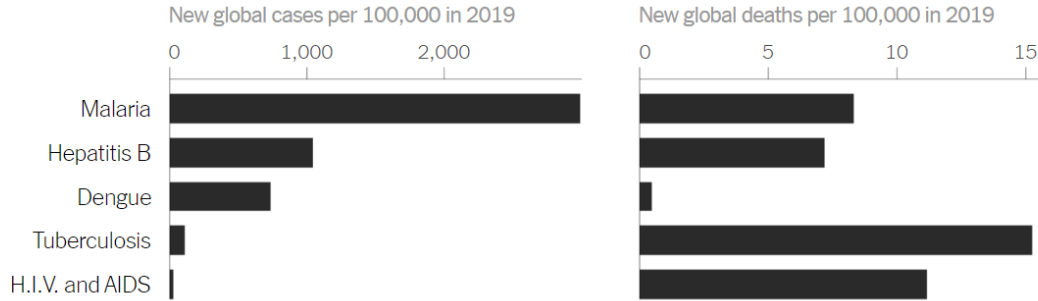 New global cases per 100,000 in 2019
New global deaths per 100,000 in 2019
0 1,000 2,000
0 5 10 15
Malaria
Hepatitis B
Dengue
Tuberculosis
H.I.V. and AIDS